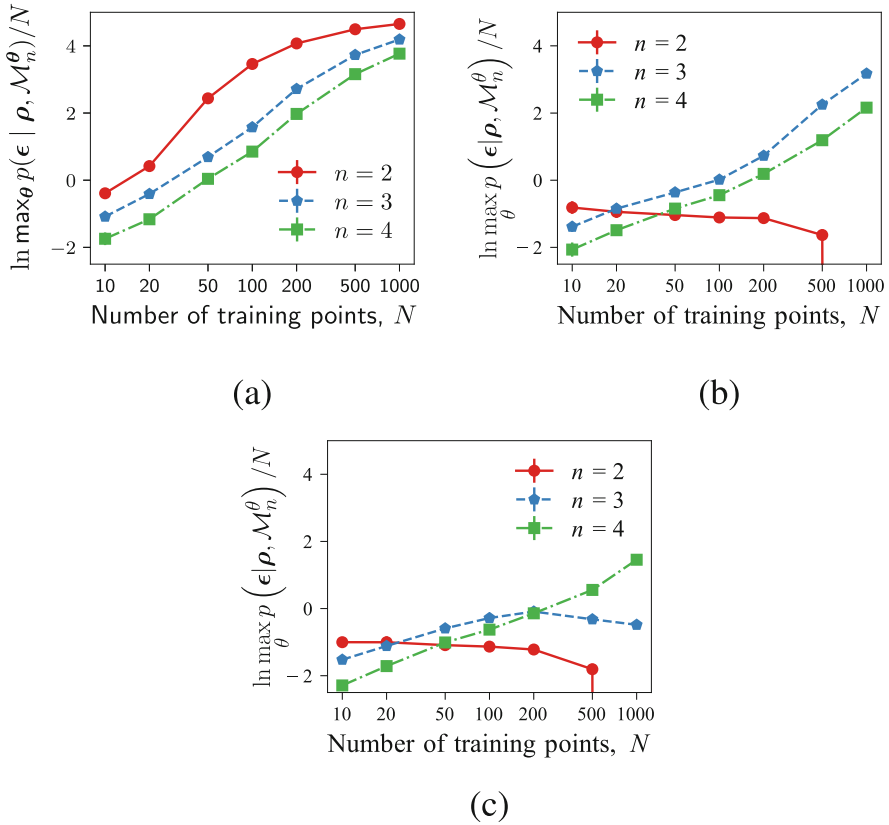 ln max_θ p(ϵ | ρ, M_n^θ)/N
4
2
0
−2
n = 2
n = 3
n = 4
10 20 50 100 200 500 1000
Number of training points, N
(a)
ln max_θ p (ϵ|ρ, M_n^θ) /N
4
2
0
−2
n = 2
n = 3
n = 4
10 20 50 100 200 500 1000
Number of training points, N
(b)
ln max_θ p (ϵ|ρ, M_n^θ) /N
4
2
0
−2
n = 2
n = 3
n = 4
10 20 50 100 200 500 1000
Number of training points, N
(c)